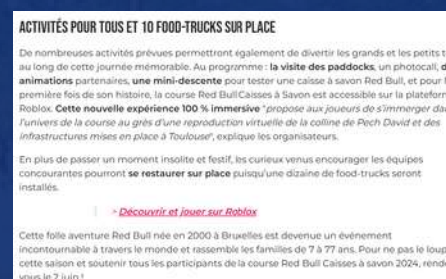 ACTIVITÉS POUR TOUS ET 10 FOOD-TRUCKS SUR PLACE
De nombreuses activités prévues permettront également de divertir les grands et les petits t
au long de cette journée mémorable. Au programme : la visite des paddocks, un photocall, d
animations partenaires, une mini-descente pour tester une caisse à savon Red Bull, et pour l
première fois de son histoire, la course Red Bull Caisses à Savon est accessible sur la plateform
Roblox. Cette nouvelle expérience 100 % immersive "propose aux joueurs de s'immerger dan
l'univers de la course au grès d'une reproduction virtuelle de la colline de Pech David et des
infrastructures mises en place à Toulouse", explique les organisateurs.
En plus de passer un moment insolite et festif, les curieux venus encourager les équipes
concourantes pourront se restaurer sur place puisqu'une dizaine de food-trucks seront
installés.
> Découvrir et jouer sur Roblox
Cette folle aventure Red Bull née en 2000 à Bruxelles est devenue un événement
incontournable à travers le monde et rassemble les familles de 7 à 77 ans. Pour ne pas le loup
cette saison et soutenir tous les participants de la course Red Bull Caisses à savon 2024, rende
vous le 2 juin !